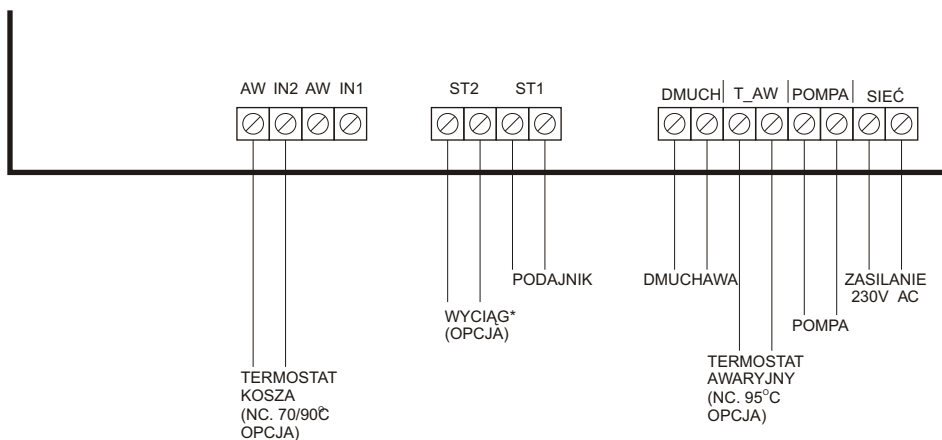 AW IN2 AW IN1
ST2 ST1
DMUCH T_AW POMPA SIEĆ
DMUCHAWA
PODAJNIK
ZASILANIE
230V AC
WYCIĄG*
(OPCJA)
POMPA
TERMOSTAT
AWARYJNY
(NC. 95°C
OPCJA)
TERMOSTAT
KOSZA
(NC. 70/90°C
OPCJA)